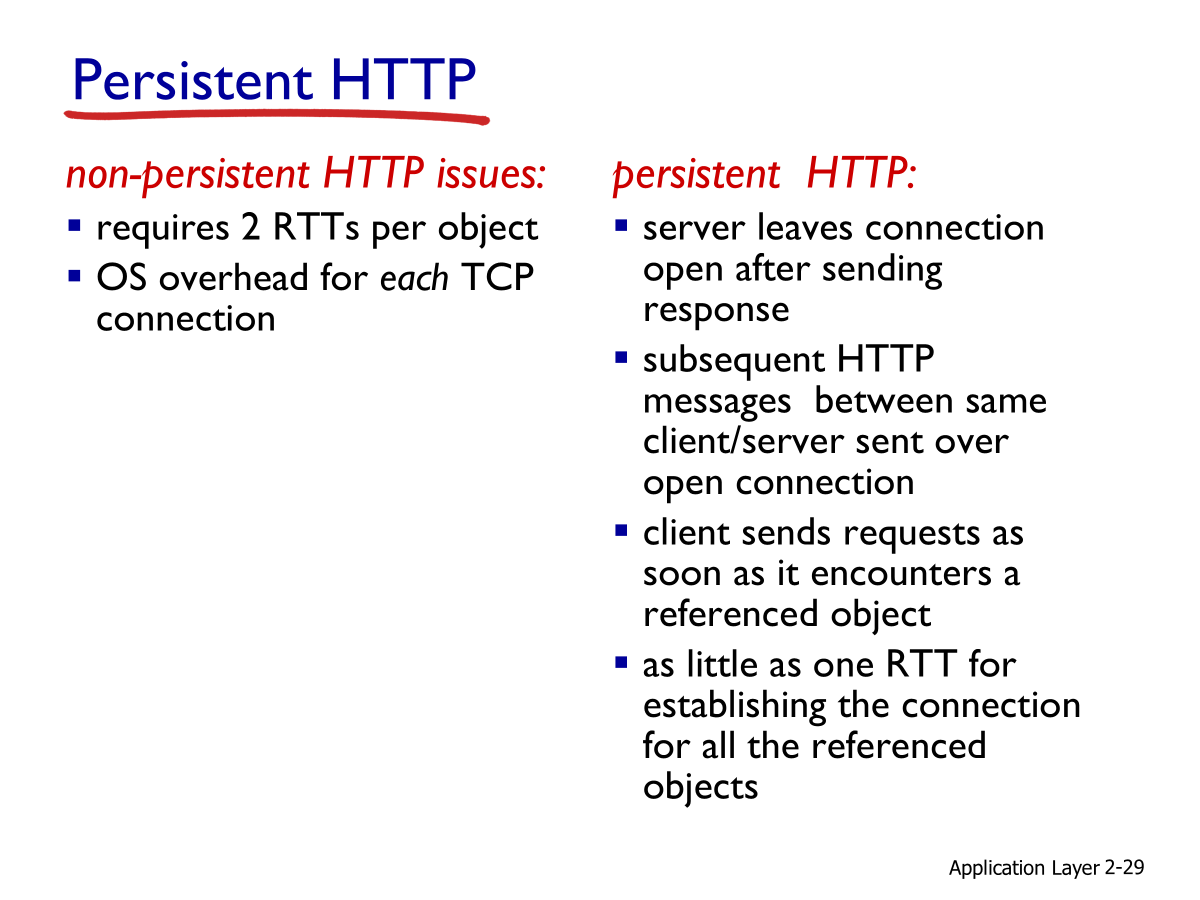 Persistent HTTP
non-persistent HTTP issues:
▪ requires 2 RTTs per object
▪ OS overhead for each TCP
connection
persistent  HTTP:
▪ server leaves connection
open after sending
response
▪ subsequent HTTP
messages  between same
client/server sent over
open connection
▪ client sends requests as
soon as it encounters a
referenced object
▪ as little as one RTT for
establishing the connection
for all the referenced
objects
Application Layer 2-29